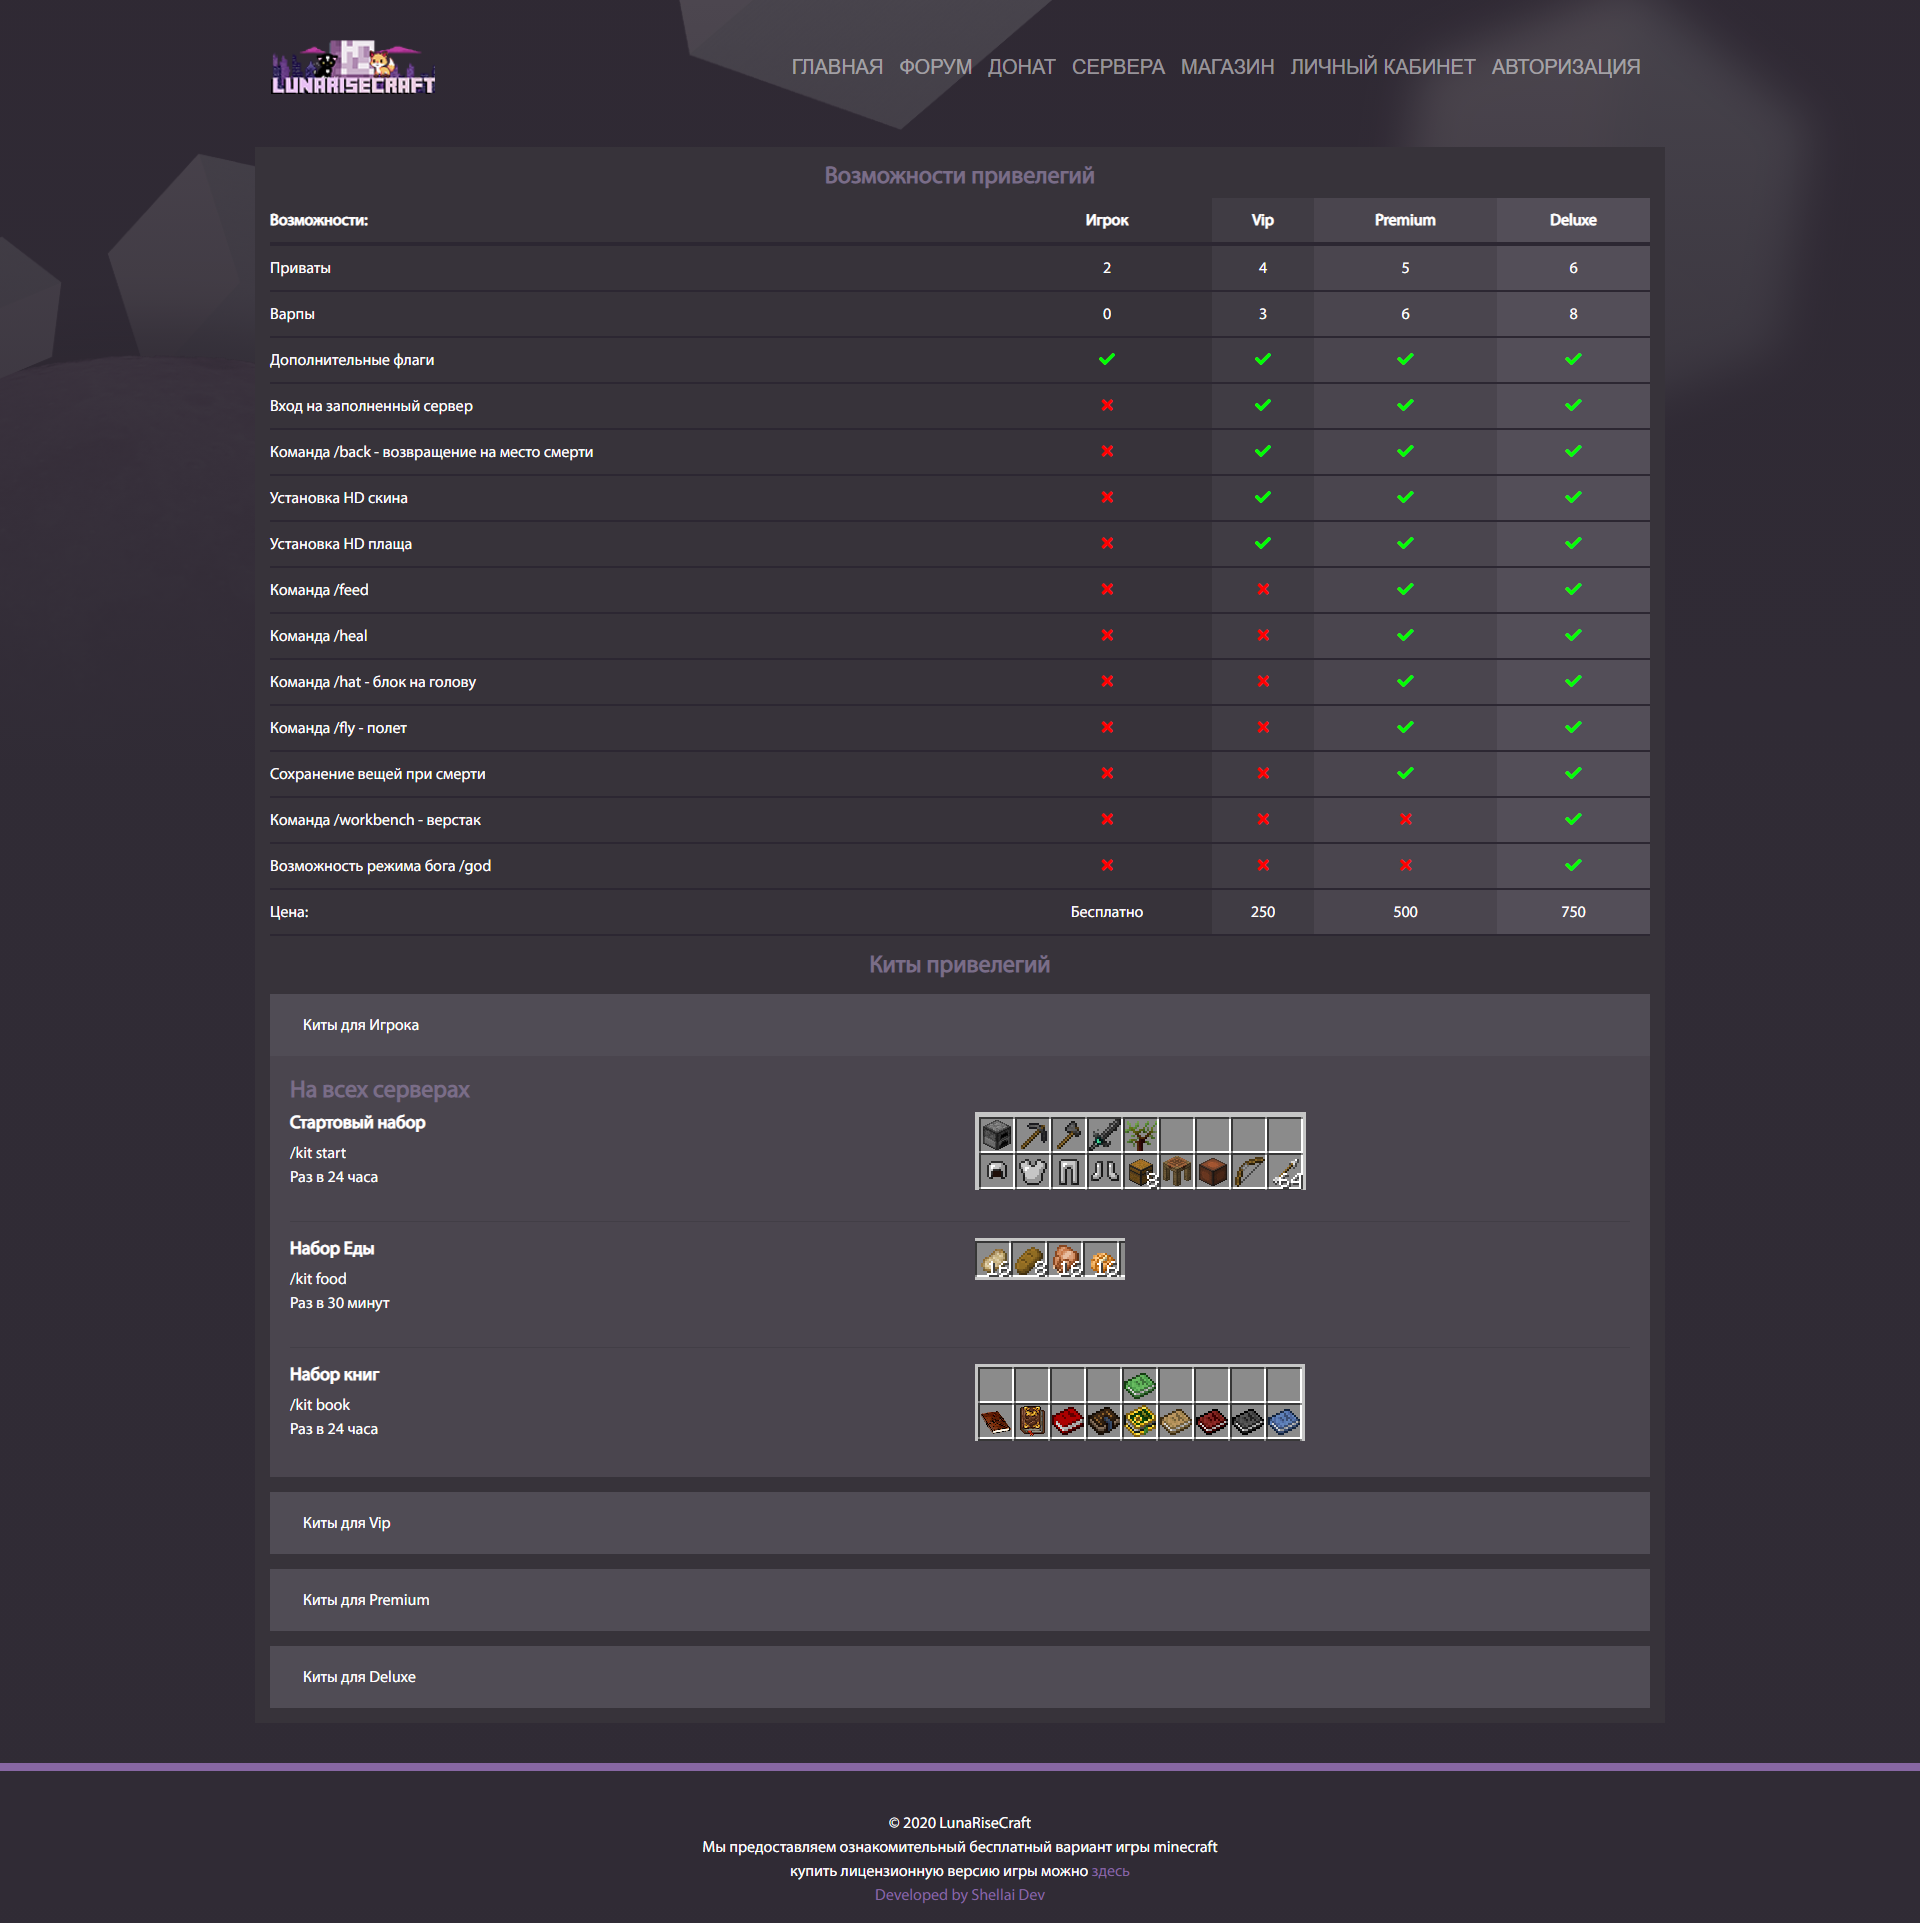 LUNARISECRAFT
ГЛАВНАЯ ФОРУМ ДОНАТ СЕРВЕРА МАГАЗИН ЛИЧНЫЙ КАБИНЕТ АВТОРИЗАЦИЯ
Возможности привелегий
Возможности: Игрок Vip Premium Deluxe
Приваты 2 4 5 6
Варпы 0 3 6 8
Дополнительные флаги
Вход на заполненный сервер
Команда /back - возвращение на место смерти
Установка HD скина
Установка HD плаща
Команда /feed
Команда /heal
Команда /hat - блок на голову
Команда /fly - полет
Сохранение вещей при смерти
Команда /workbench - верстак
Возможность режима бога /god
Цена: Бесплатно 250 500 750
Киты привелегий
Киты для Игрока
На всех серверах
Стартовый набор
/kit start
Раз в 24 часа
8 64
Набор Еды
/kit food
Раз в 30 минут
16 8 16 16
Набор книг
/kit book
Раз в 24 часа
Киты для Vip
Киты для Premium
Киты для Deluxe
© 2020 LunaRiseCraft
Мы предоставляем ознакомительный бесплатный вариант игры minecraft
купить лицензионную версию игры можно здесь
Developed by Shellai Dev